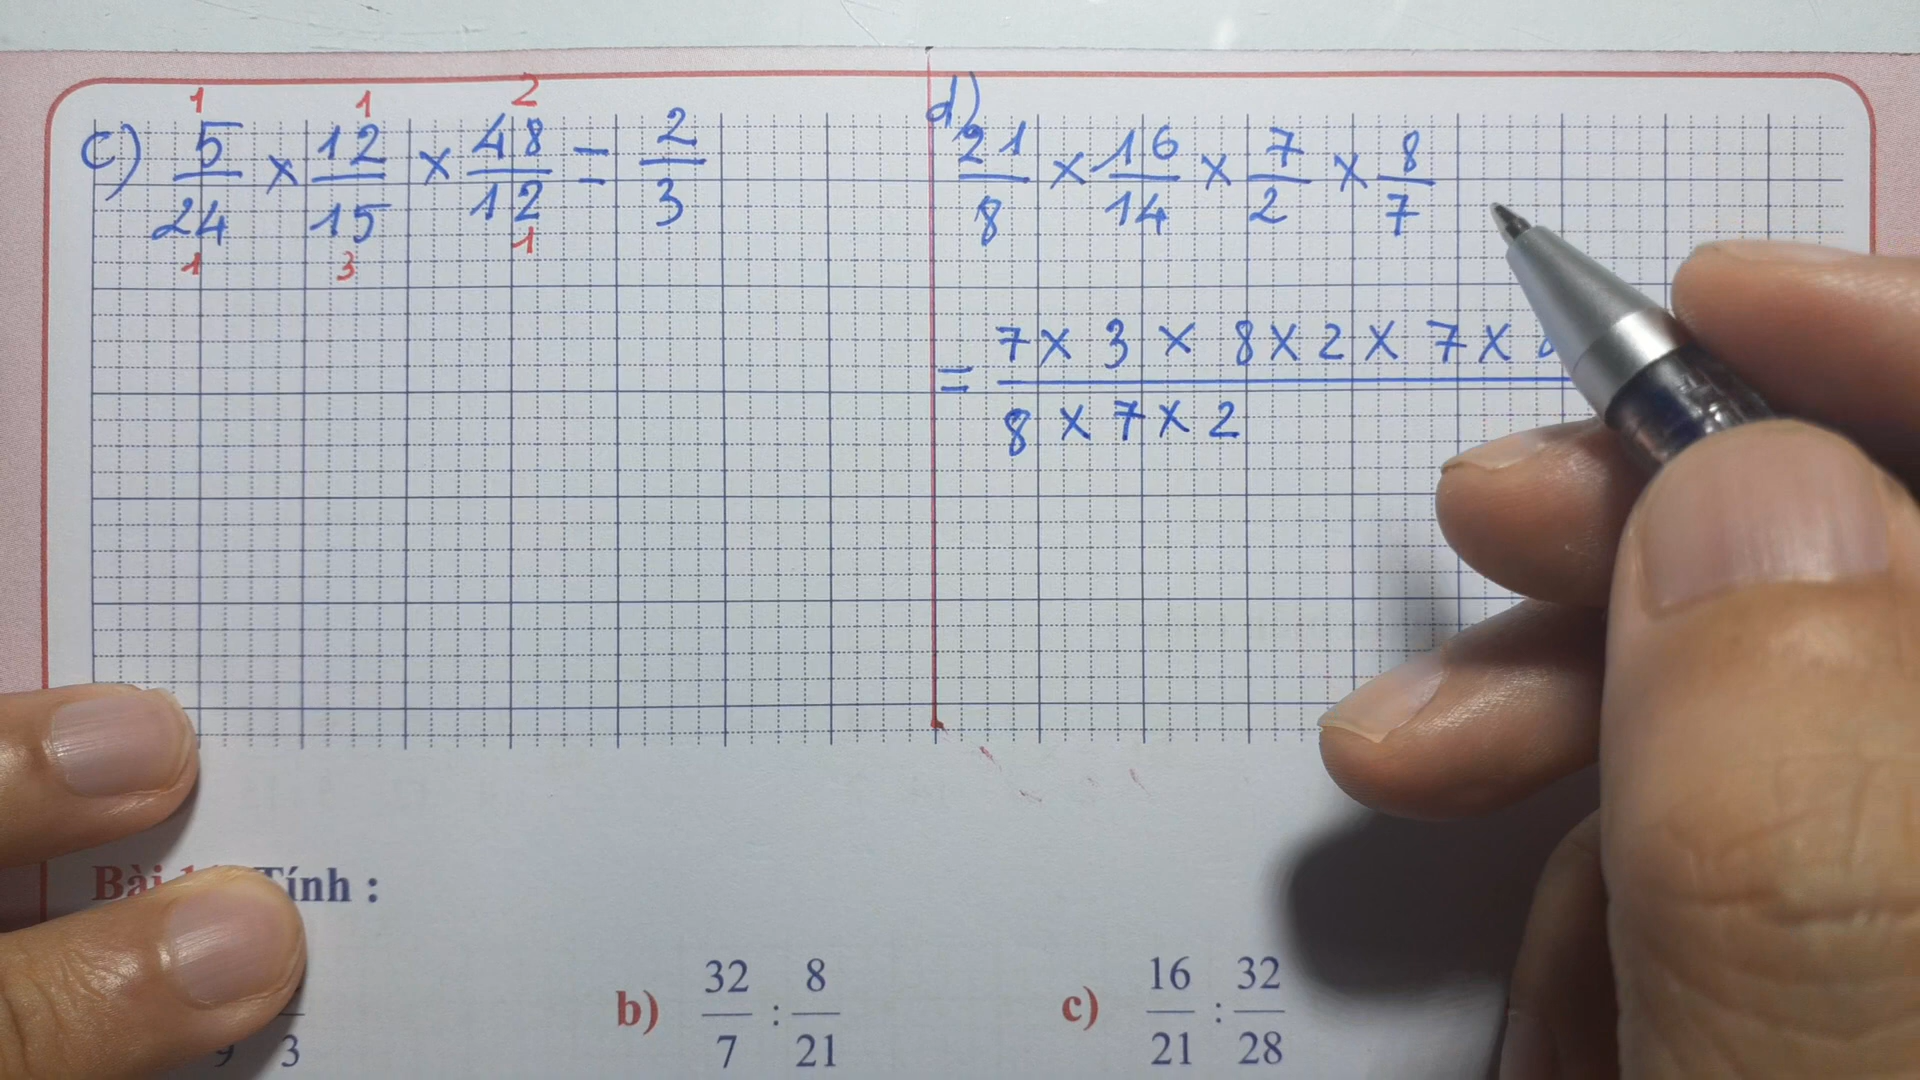 1 1 2
c) 5/24 × 12/15 × 48/12 = 2/3
1 3 1
d)
21/8 × 16/14 × 7/2 × 8/7
= 7 × 3 × 8 × 2 × 7 ×
8 × 7 × 2
Bài Tính :
9 3
b) 32/7 : 8/21
c) 16/21 : 32/28